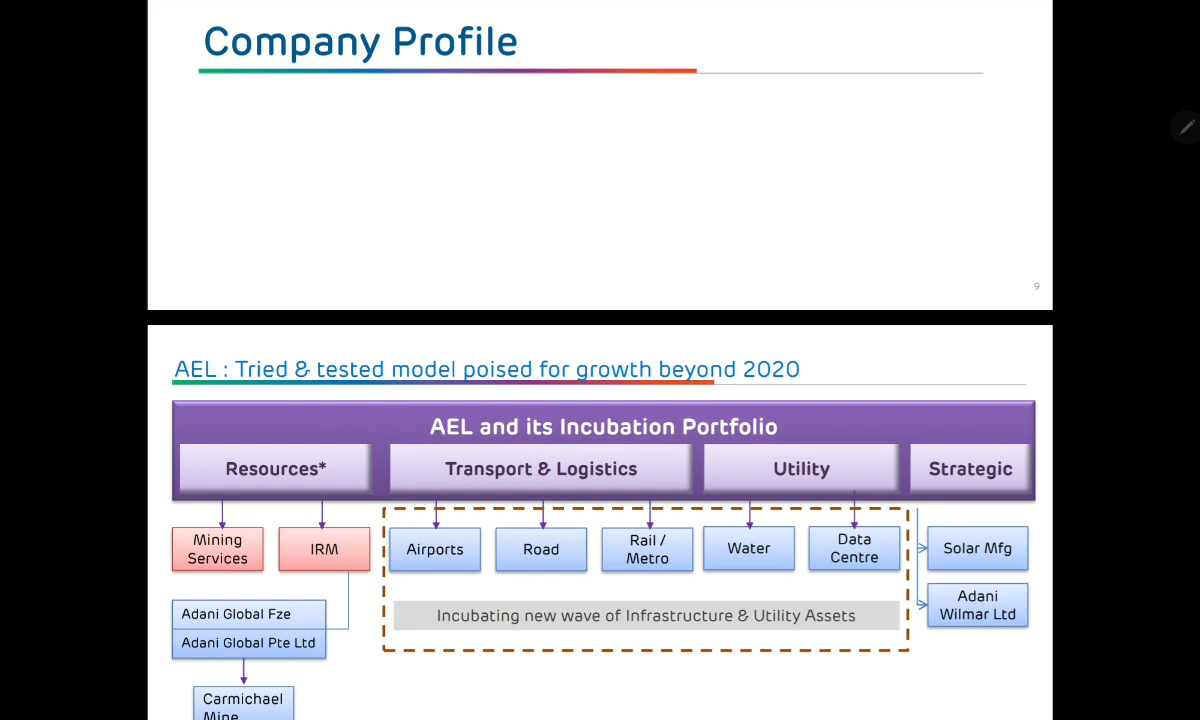 Company Profile
9
AEL : Tried & tested model poised for growth beyond 2020
AEL and its Incubation Portfolio
Resources*
Transport & Logistics
Utility
Strategic
Mining
Services
IRM
Airports
Road
Rail /
Metro
Water
Data
Centre
Solar Mfg
Adani
Wilmar Ltd
Incubating new wave of Infrastructure & Utility Assets
Adani Global Fze
Adani Global Pte Ltd
Carmichael
Mine